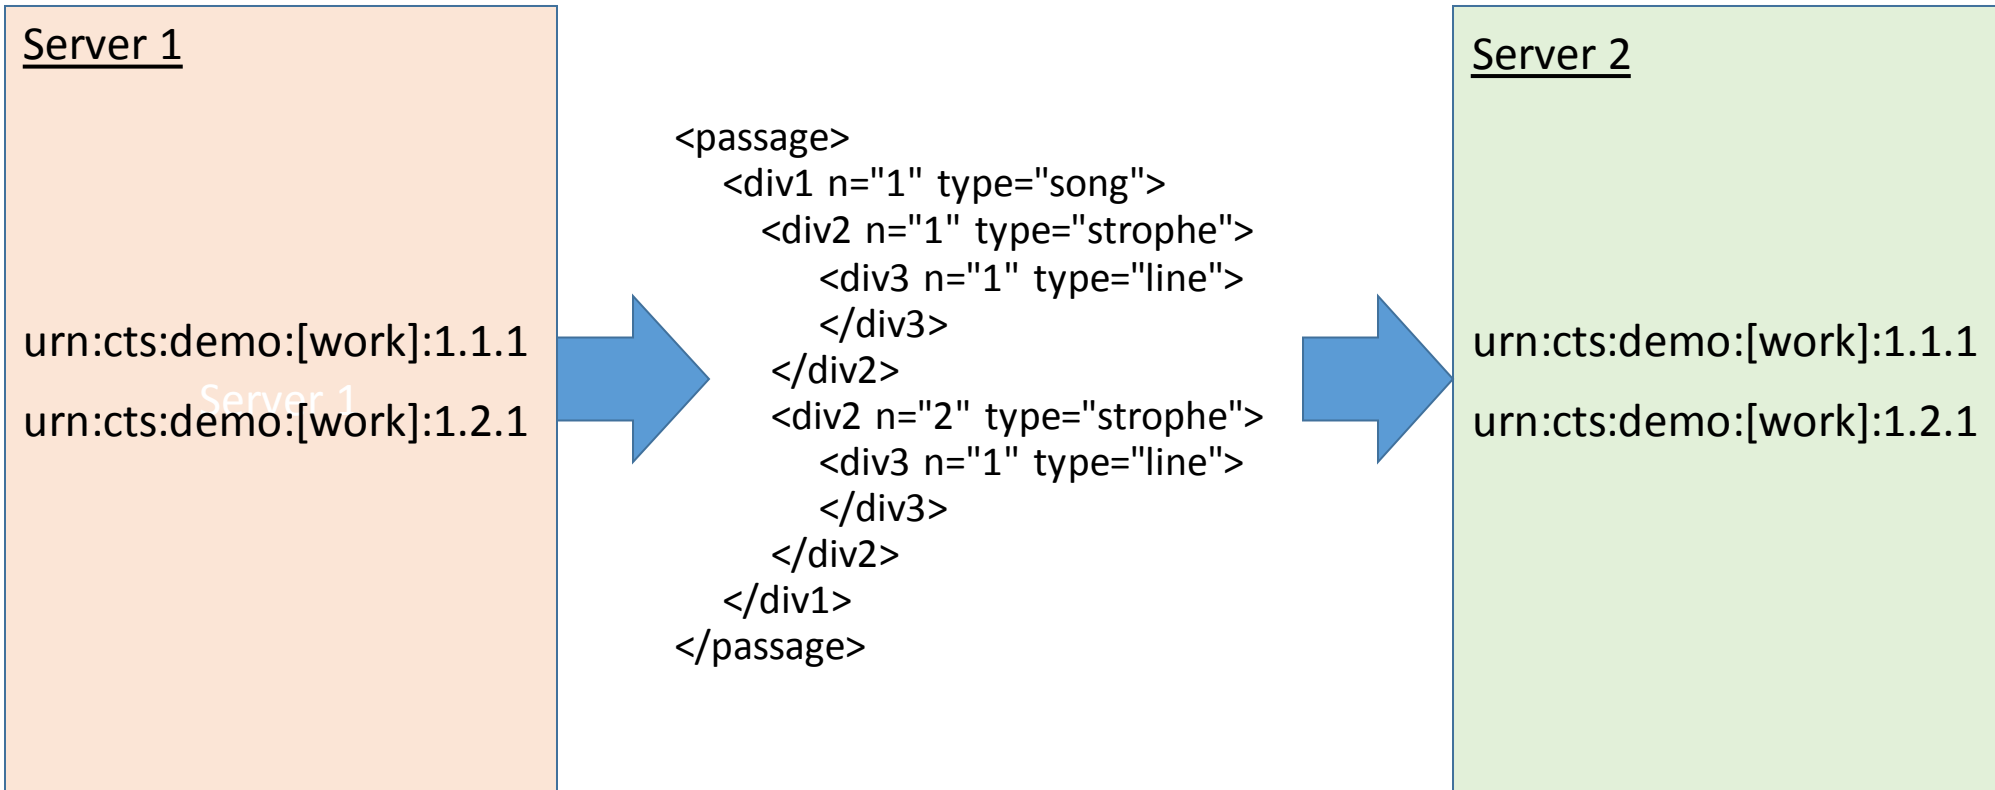 Server 1
urn:cts:demo:[work]:1.1.1
Server 1
urn:cts:demo:[work]:1.2.1
<passage>
<div1 n="1" type="song">
<div2 n="1" type="strophe">
<div3 n="1" type="line">
</div3>
</div2>
<div2 n="2" type="strophe">
<div3 n="1" type="line">
</div3>
</div2>
</div1>
</passage>
Server 2
urn:cts:demo:[work]:1.1.1
urn:cts:demo:[work]:1.2.1